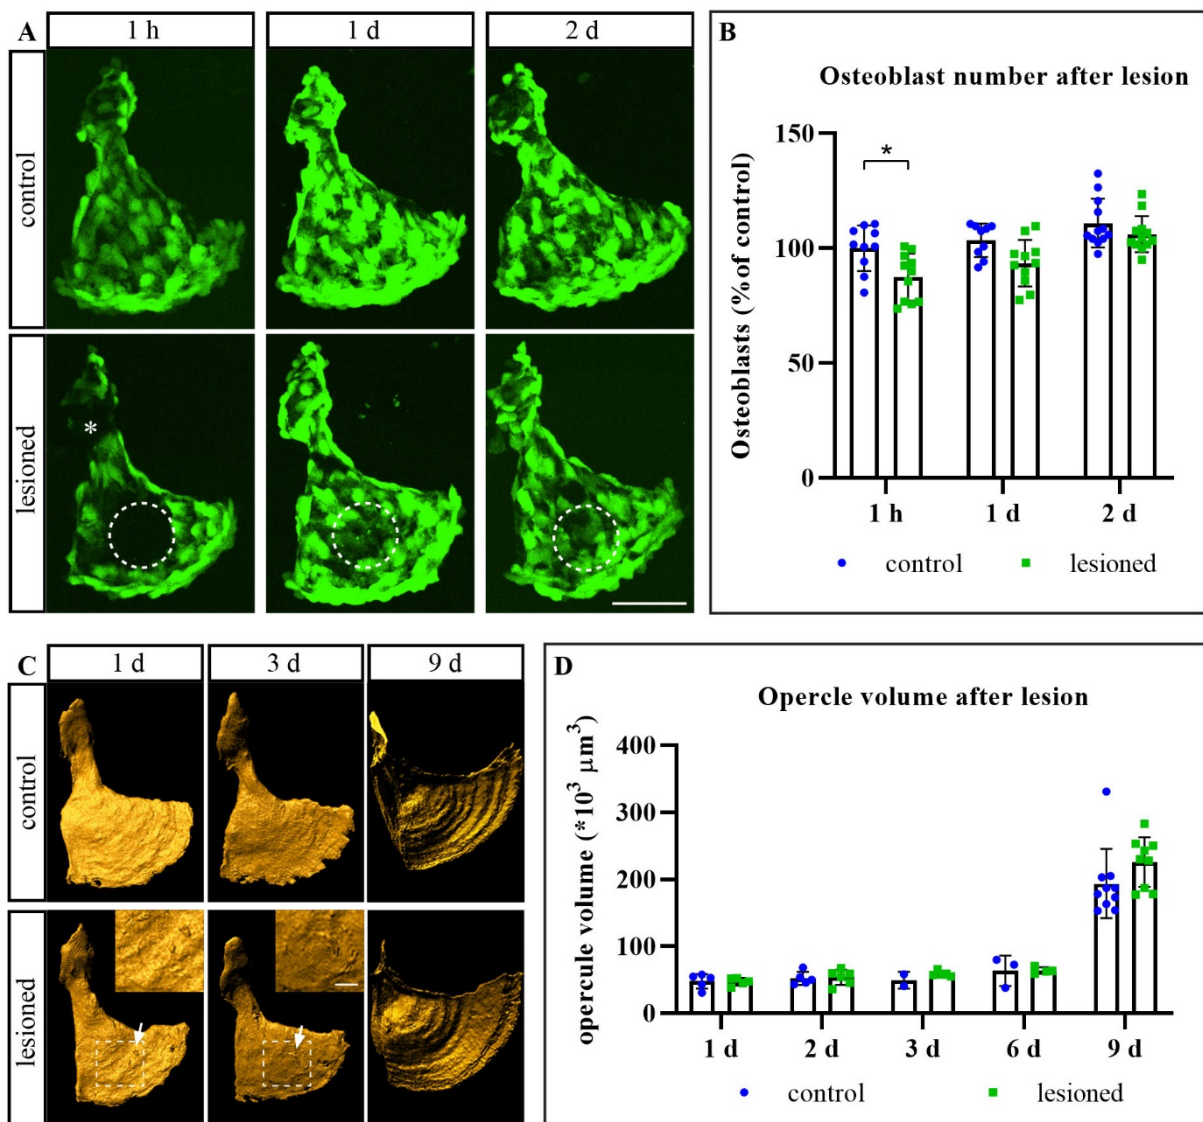 A
1 h
1 d
2 d
control
lesioned
*
B
Osteoblast number after lesion
Osteoblasts (%of control)
150
100
50
0
*
1 h
1 d
2 d
control
lesioned
C
1 d
3 d
9 d
control
lesioned
D
Opercle volume after lesion
opercule volume (*10³ µm³)
400
300
200
100
0
1 d
2 d
3 d
6 d
9 d
control
lesioned